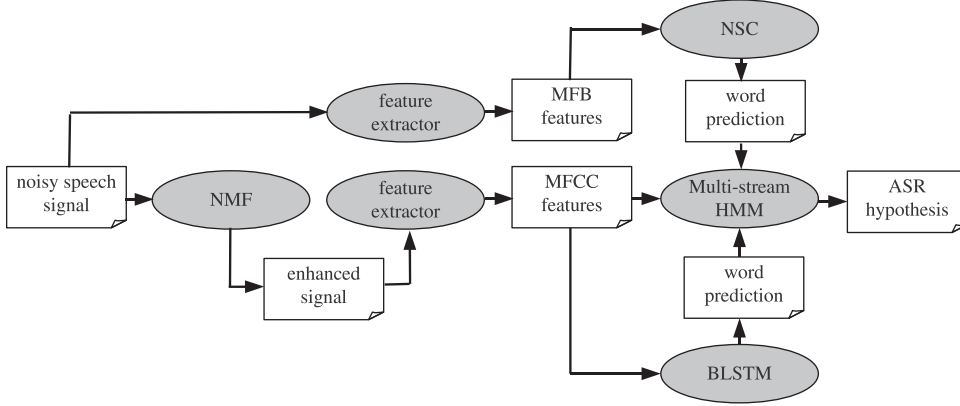 NSC
feature
extractor
MFB
features
word
prediction
noisy speech
signal
NMF
feature
extractor
MFCC
features
Multi-stream
HMM
ASR
hypothesis
enhanced
signal
word
prediction
BLSTM